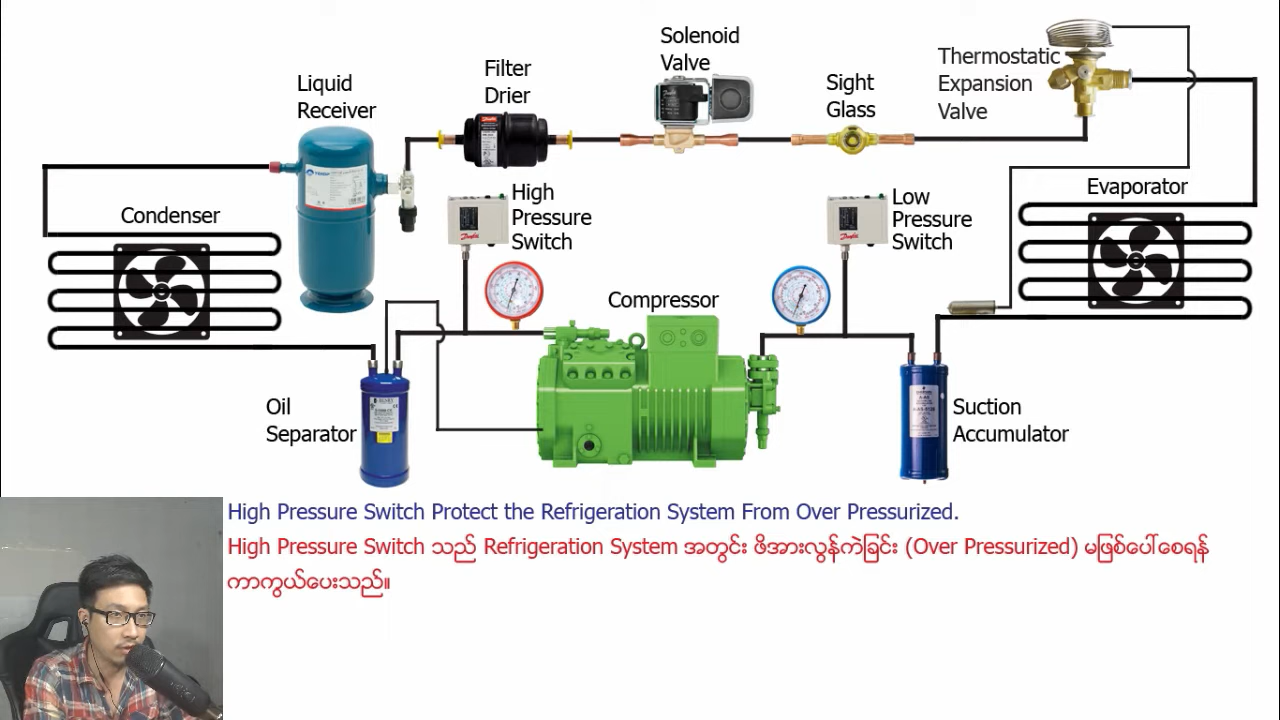 Solenoid
Valve
Thermostatic
Expansion
Valve
Filter
Drier
Liquid
Receiver
Sight
Glass
High
Pressure
Switch
Low
Pressure
Switch
Evaporator
Condenser
Compressor
Oil
Separator
Suction
Accumulator
High Pressure Switch Protect the Refrigeration System From Over Pressurized.
High Pressure Switch သည် Refrigeration System အတွင်း ဖိအားလွန်ကဲခြင်း (Over Pressurized) မဖြစ်ပေါ်စေရန်
ကာကွယ်ပေးသည်။